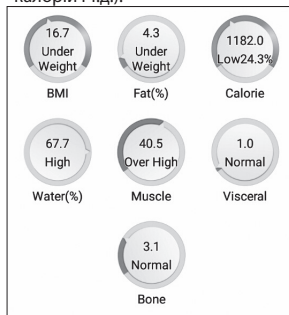 16.7
Under
Weight
BMI
4.3
Under
Weight
Fat(%)
1182.0
Low24.3%
Calorie
67.7
High
Water(%)
40.5
Over High
Muscle
1.0
Normal
Visceral
3.1
Normal
Bone